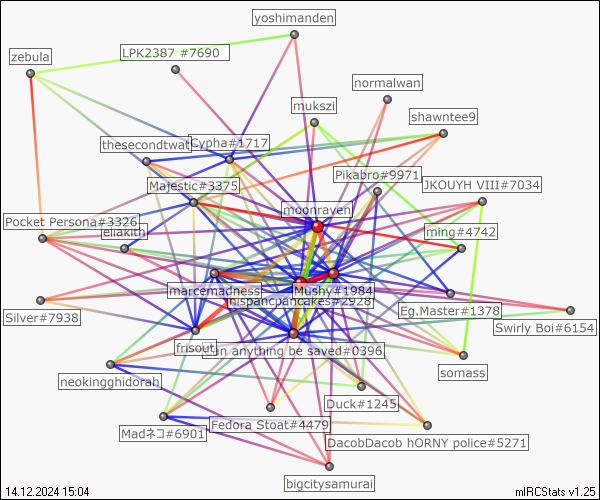 yoshimanden
LPK2387 #7690
zebula
normalwan
mukszi
shawntee9
thesecondtwat
Cypha#1717
Pikabro#9971
Majestic#3375
JKOUYH VIII#7034
moonraven
Pocket Persona#3326
eliakith
ming#4742
marcemadness
Mushy#1984
hispanicpancakes#2928
Eg.Master#1378
Silver#7938
Swirly Boi#6154
frisout
an anything be saved#0396
somass
neokingghidorah
Duck#1245
Fedora Stoat#4479
Madネコ#6901
DacobDacob hORNY police#5271
bigcitysamurai
14.12.2024 15:04
mIRCStats v1.25